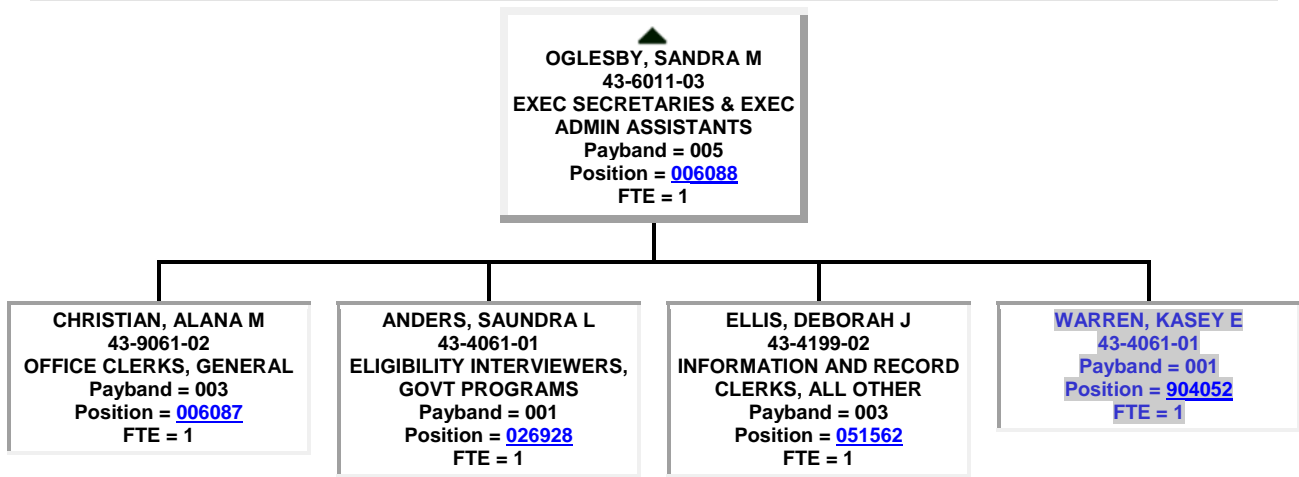 OGLESBY, SANDRA M
43-6011-03
EXEC SECRETARIES & EXEC
ADMIN ASSISTANTS
Payband = 005
Position = 006088
FTE = 1
CHRISTIAN, ALANA M
43-9061-02
OFFICE CLERKS, GENERAL
Payband = 003
Position = 006087
FTE = 1
ANDERS, SAUNDRA L
43-4061-01
ELIGIBILITY INTERVIEWERS,
GOVT PROGRAMS
Payband = 001
Position = 026928
FTE = 1
ELLIS, DEBORAH J
43-4199-02
INFORMATION AND RECORD
CLERKS, ALL OTHER
Payband = 003
Position = 051562
FTE = 1
WARREN, KASEY E
43-4061-01
Payband = 001
Position = 904052
FTE = 1